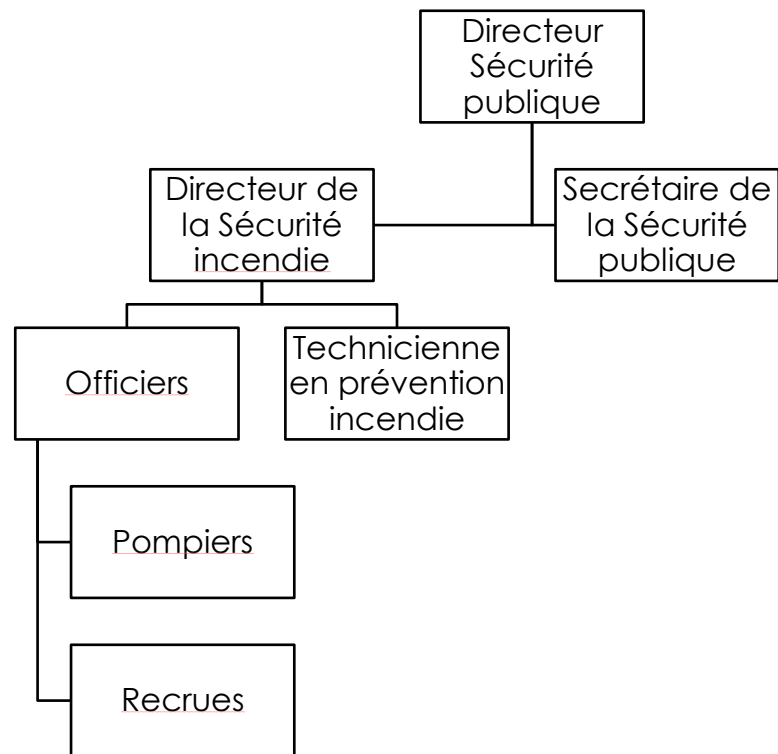 Directeur
Sécurité
publique
Directeur de
la Sécurité
incendie
Secrétaire de
la Sécurité
publique
Officiers
Technicienne
en prévention
incendie
Pompiers
Recrues